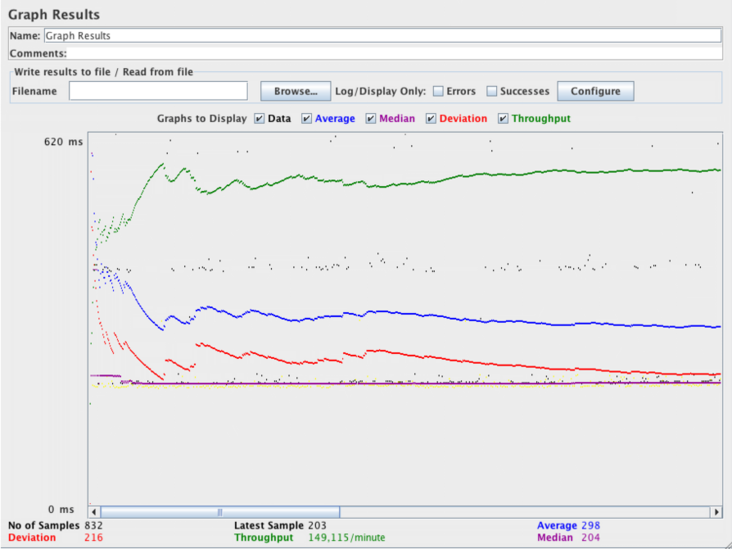 Graph Results
Name: Graph Results
Comments:
Write results to file / Read from file
Filename Browse... Log/Display Only: Errors Successes Configure
Graphs to Display Data Average Median Deviation Throughput
620 ms
0 ms
No of Samples 832 Latest Sample 203 Average 298
Deviation 216 Throughput 149,115/minute Median 204